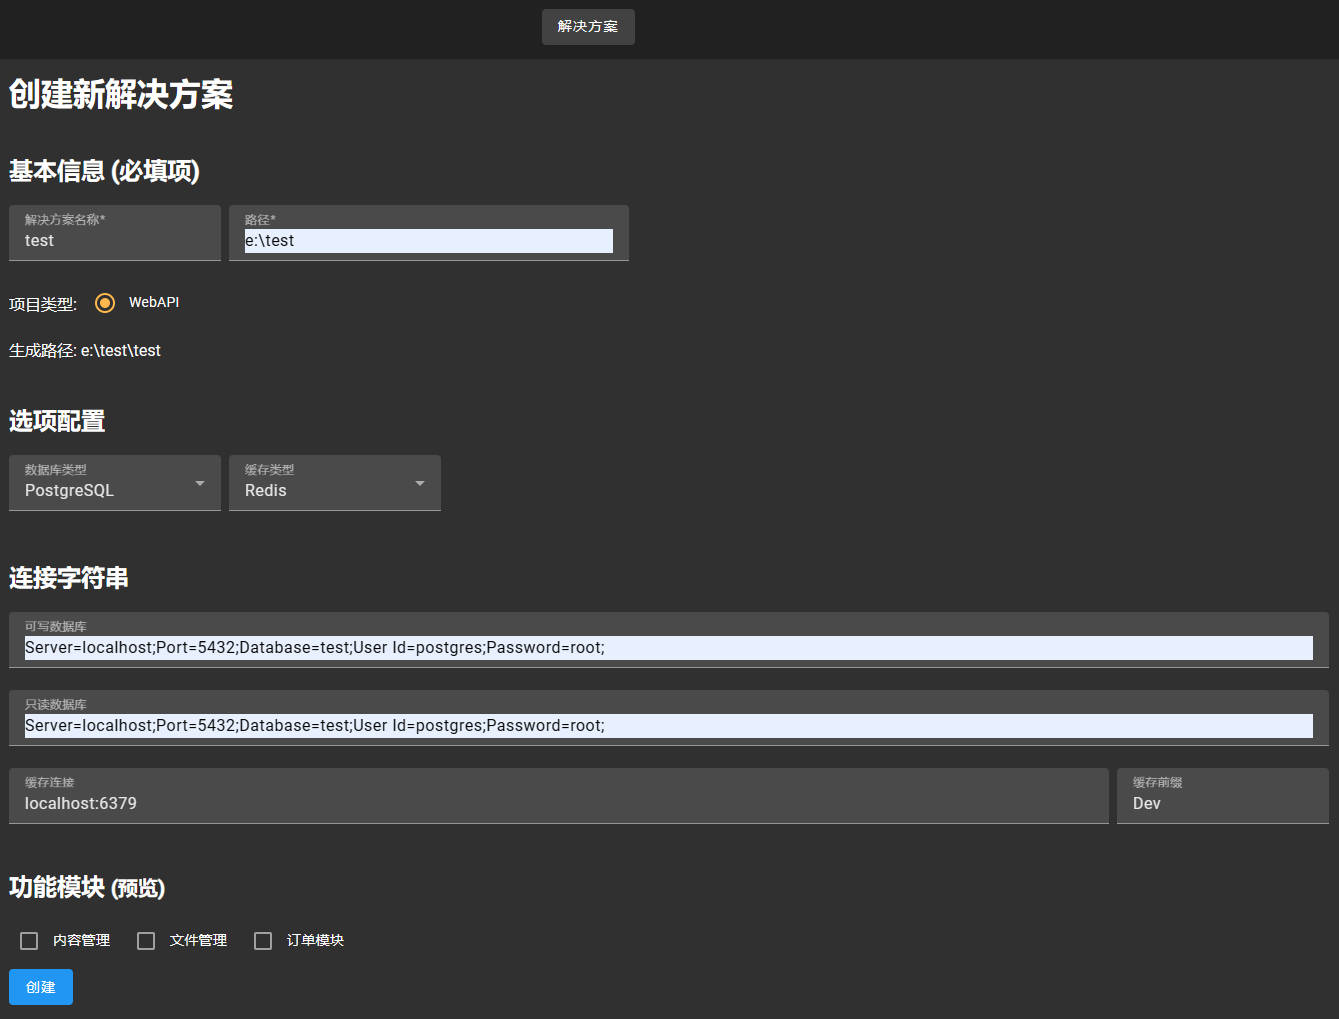 解决方案
创建新解决方案
基本信息 (必填项)
解决方案名称* 路径*
test e:\test
项目类型: WebAPI
生成路径: e:\test\test
选项配置
数据库类型 缓存类型
PostgreSQL Redis
连接字符串
可写数据库
Server=localhost;Port=5432;Database=test;User Id=postgres;Password=root;
只读数据库
Server=localhost;Port=5432;Database=test;User Id=postgres;Password=root;
缓存连接 缓存前缀
localhost:6379 Dev
功能模块 (预览)
内容管理 文件管理 订单模块
创建